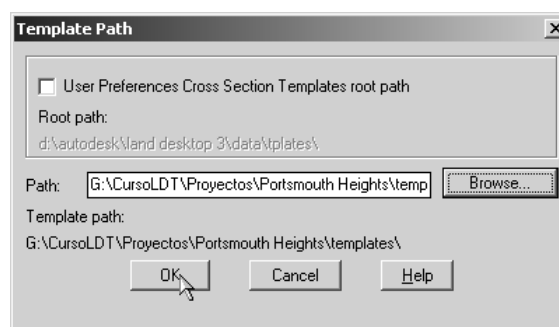 Template Path
User Preferences Cross Section Templates root path
Root path:
d:\autodesk\land desktop 3\data\tplates\
Path: G:\CursoLDT\Proyectos\Portsmouth Heights\temp Browse...
Template path:
G:\CursoLDT\Proyectos\Portsmouth Heights\templates\
OK Cancel Help